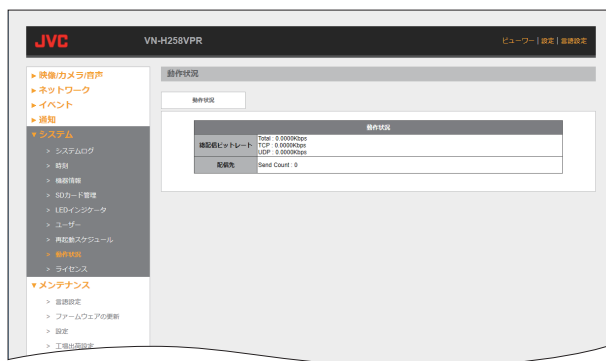 JVC
VN-H258VPR
ビューワー | 設定 | 言語設定
▸ 映像/カメラ/音声
▸ ネットワーク
▸ イベント
▸ 通知
▾ システム
> システムログ
> 時刻
> 機器情報
> SDカード管理
> LEDインジケータ
> ユーザー
> 再起動スケジュール
> 動作状況
> ライセンス
▾ メンテナンス
> 言語設定
> ファームウェアの更新
> 設定
> 工場出荷設定
動作状況
動作状況
動作状況
総配信ビットレート
Total : 0.0000Kbps
TCP : 0.0000Kbps
UDP : 0.0000Kbps
配信先
Send Count : 0